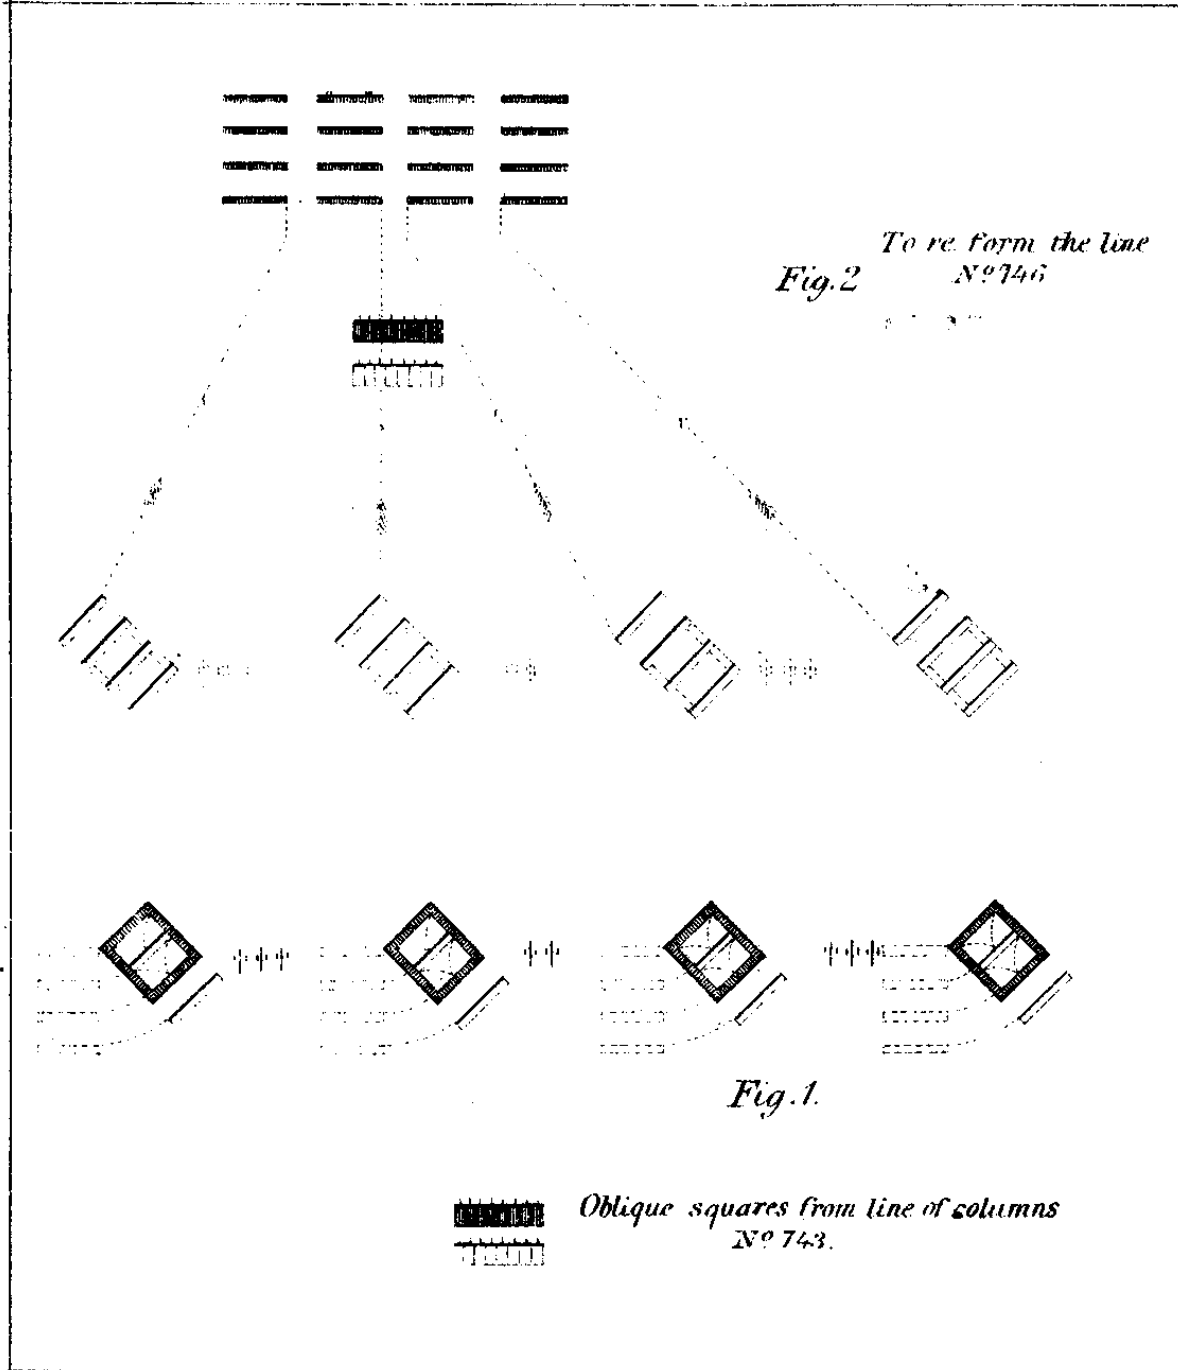 To re form the line
Fig. 2 Nº 746
Fig. 1.
Oblique squares from line of columns
Nº 743.